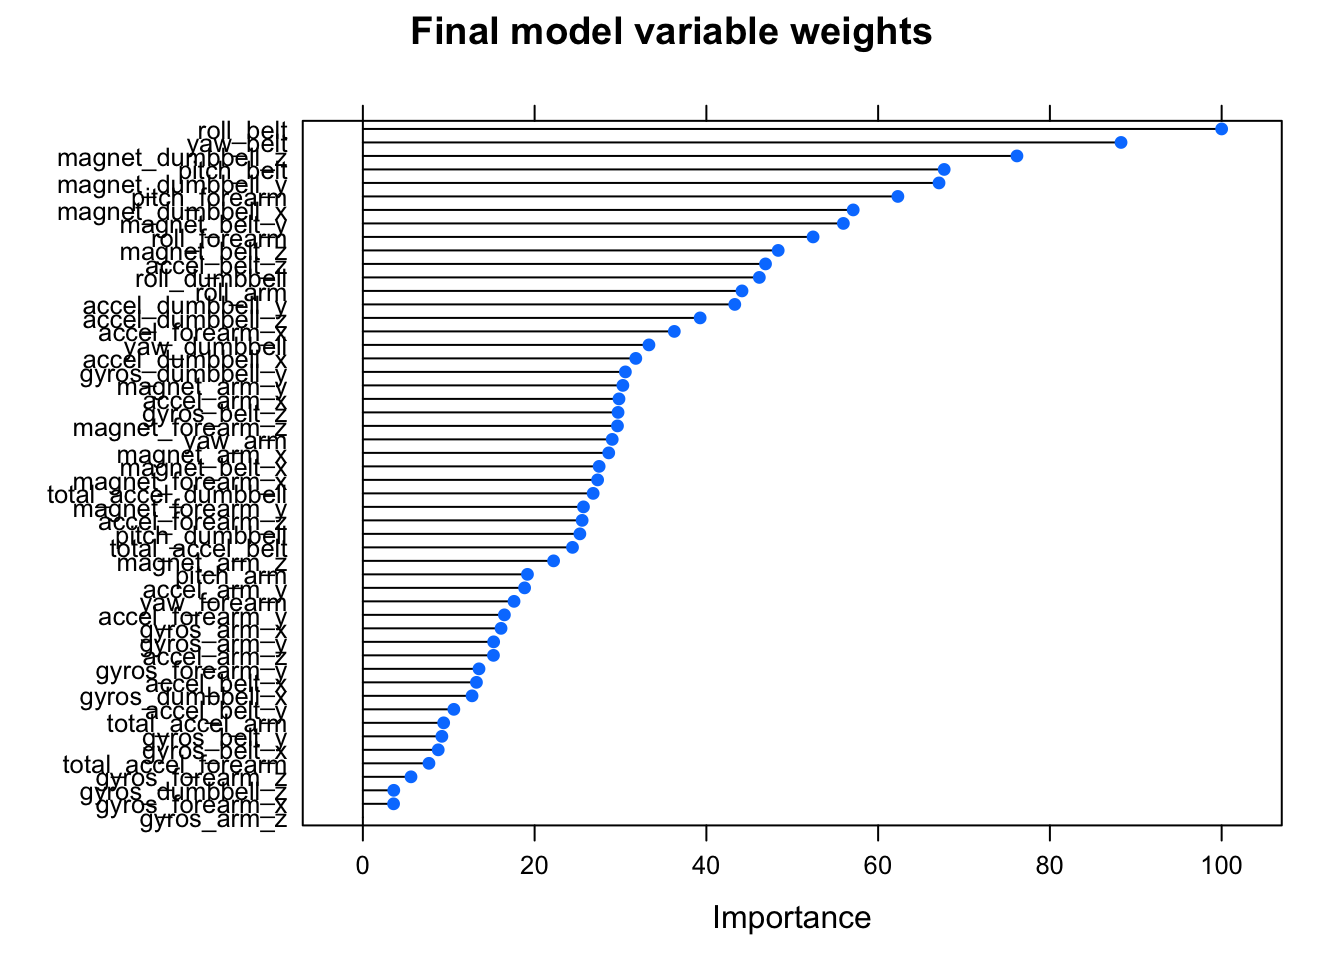 Final model variable weights
roll_belt
yaw_belt
magnet_dumbbell_z
pitch_belt
magnet_dumbbell_y
pitch_forearm
magnet_dumbbell_x
magnet_belt_y
roll_forearm
magnet_belt_z
accel_belt_z
roll_dumbbell
roll_arm
accel_dumbbell_y
accel_dumbbell_z
accel_forearm_x
yaw_dumbbell
accel_dumbbell_x
gyros_dumbbell_y
magnet_arm_y
accel_arm_x
gyros_belt_z
magnet_forearm_z
yaw_arm
magnet_arm_x
magnet_belt_x
magnet_forearm_x
total_accel_dumbbell
magnet_forearm_y
accel_forearm_z
pitch_dumbbell
total_accel_belt
magnet_arm_z
pitch_arm
accel_arm_y
yaw_forearm
accel_forearm_y
gyros_arm_x
gyros_arm_y
accel_arm_z
gyros_forearm_y
accel_belt_x
gyros_dumbbell_x
accel_belt_y
total_accel_arm
gyros_belt_y
gyros_belt_x
total_accel_forearm
gyros_forearm_z
gyros_dumbbell_z
gyros_forearm_x
gyros_arm_z
0 20 40 60 80 100
Importance